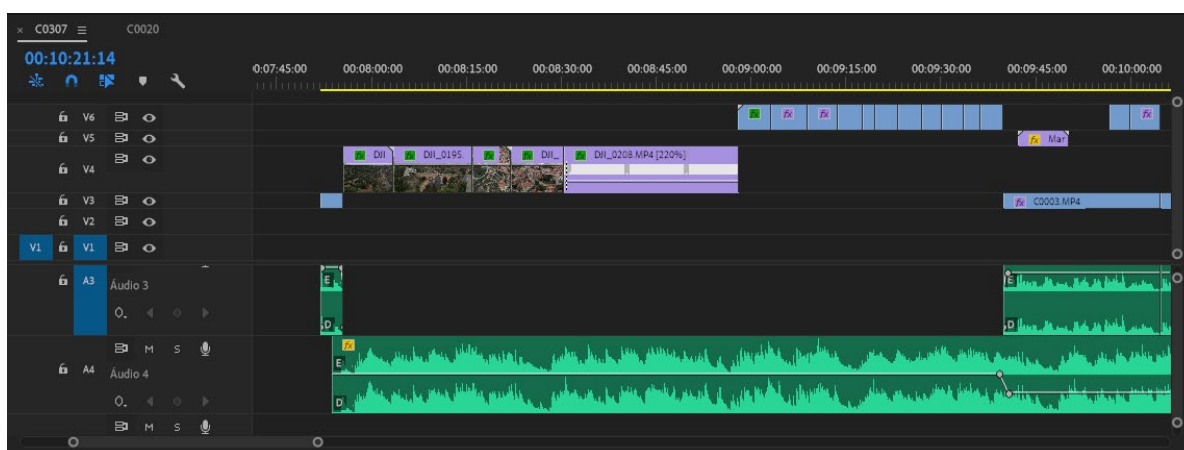 × C0307 ≡ C0020
00:10:21:14
0:07:45:00 00:08:00:00 00:08:15:00 00:08:30:00 00:08:45:00 00:09:00:00 00:09:15:00 00:09:30:00 00:09:45:00 00:10:00:00
V6 fx fx fx fx
V5 fx Mar
V4 fx DJI fx DJI_0195. fx fx DJI_ fx DJI_0208.MP4 [220%]
V3 fx C0003.MP4
V2
V1 V1
A3 Áudio 3 E E
D D
M S fx
A4 Áudio 4 E
D
M S